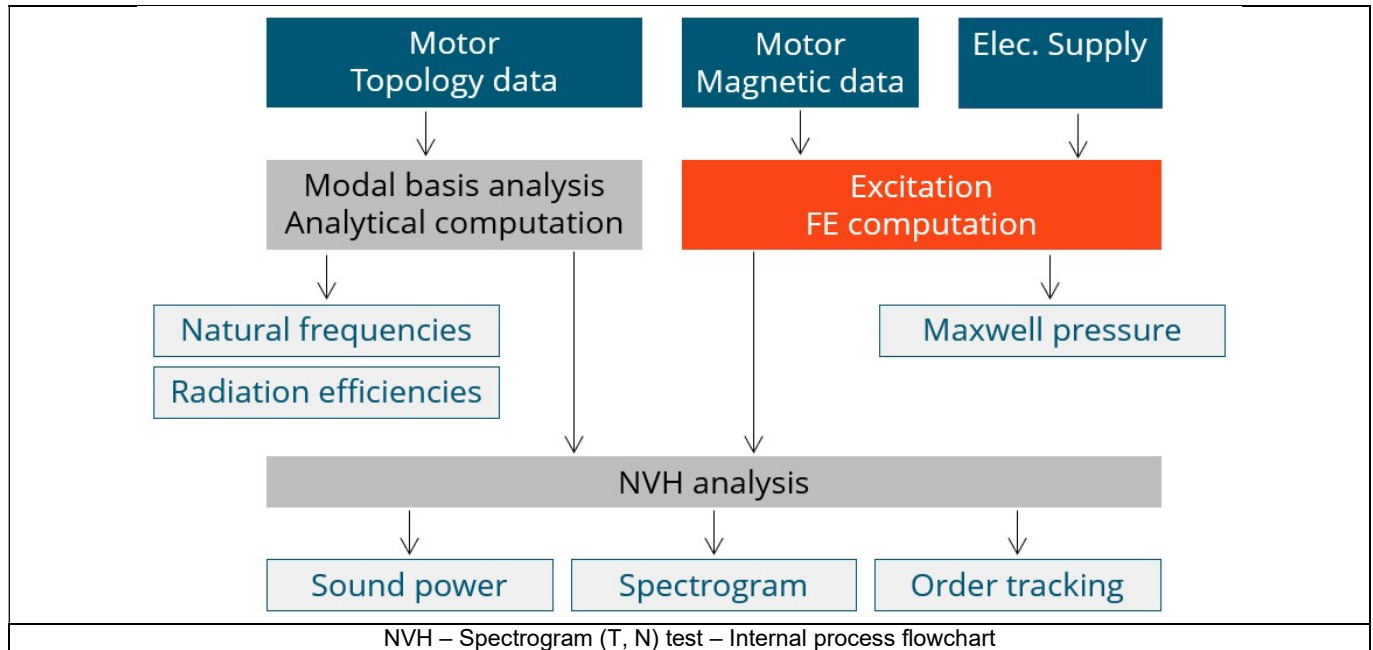 Motor
Topology data
Motor
Magnetic data
Elec. Supply
Modal basis analysis
Analytical computation
Excitation
FE computation
Natural frequencies
Radiation efficiencies
Maxwell pressure
NVH analysis
Sound power
Spectrogram
Order tracking
NVH – Spectrogram (T, N) test – Internal process flowchart